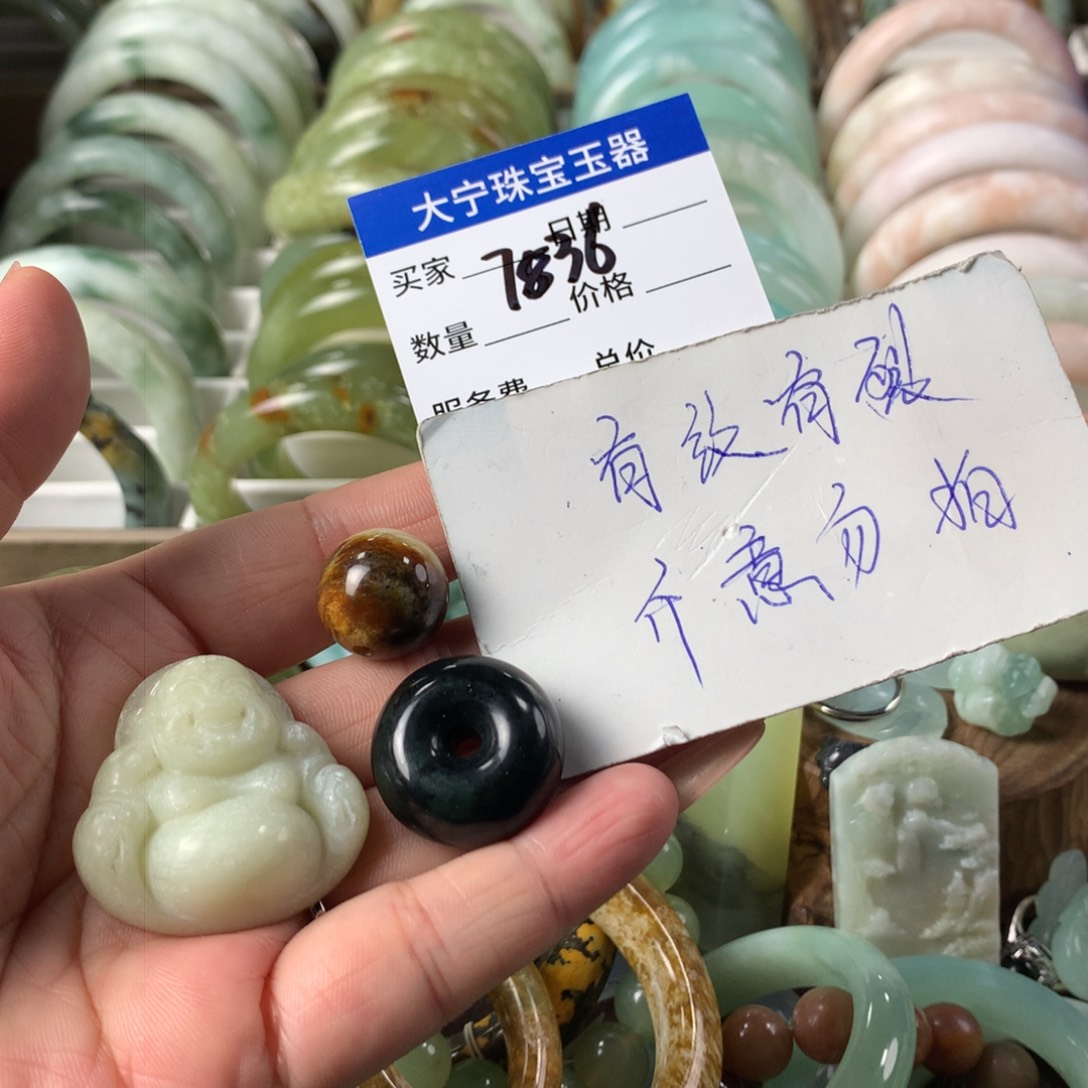 大宁珠宝玉器
买家 日期
7836
数量 价格
服务费 总价
有纹有
介意勿拍